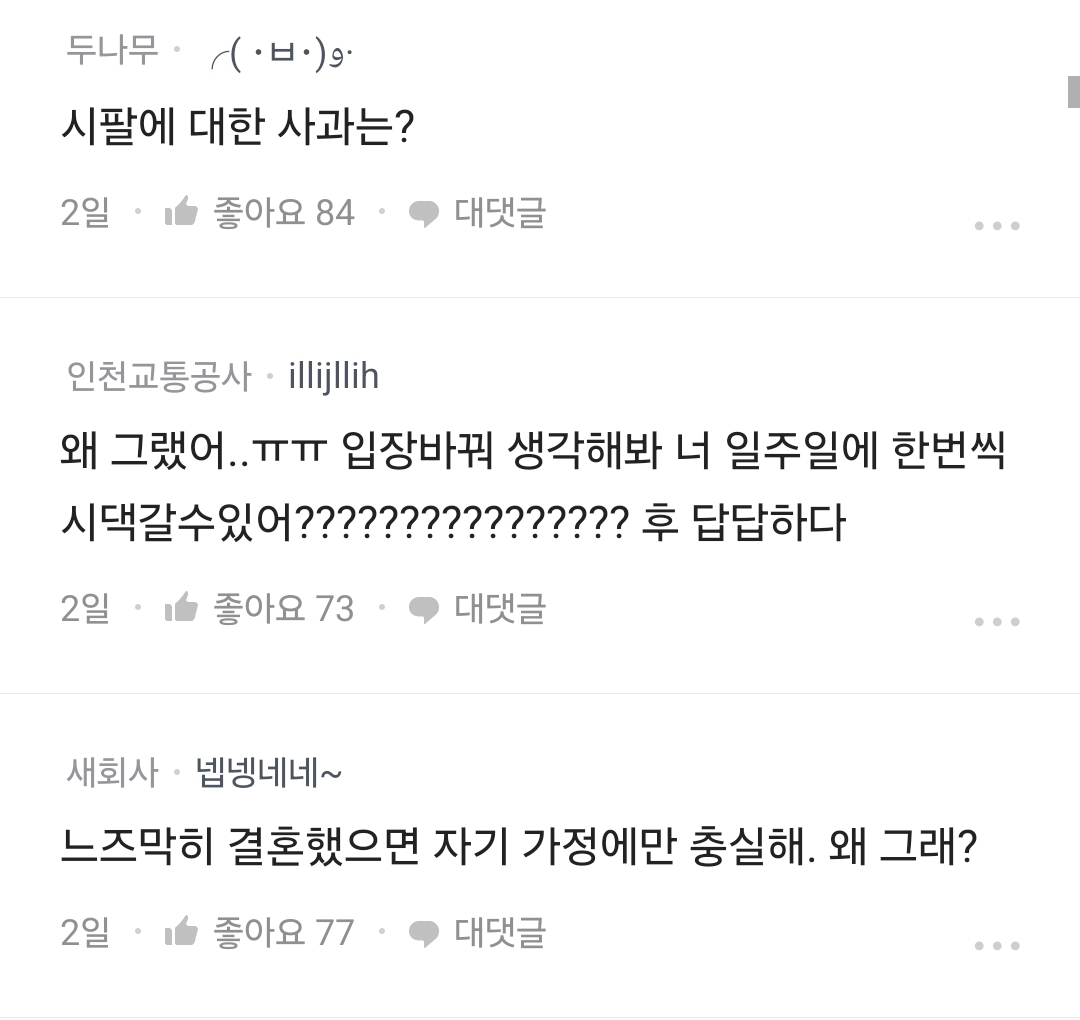 두나무 · ╭( ･ㅂ･)و
시팔에 대한 사과는?
2일 · 좋아요 84 · 대댓글
인천교통공사 · illijllih
왜 그랬어..ㅠㅠ 입장바꿔 생각해봐 너 일주일에 한번씩
시댁갈수있어???????????????? 후 답답하다
2일 · 좋아요 73 · 대댓글
새회사 · 넵넹네네~
느즈막히 결혼했으면 자기 가정에만 충실해. 왜 그래?
2일 · 좋아요 77 · 대댓글